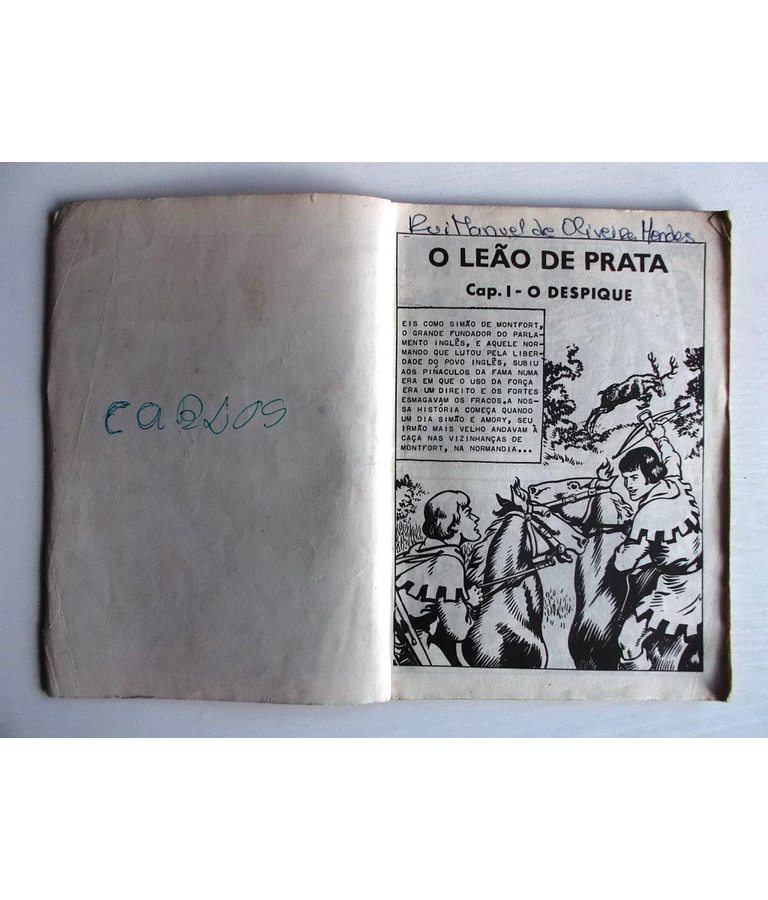 CARLOS
Rui Manuel de Oliveira Mendes
O LEÃO DE PRATA
Cap. I - O DESPIQUE
EIS COMO SIMÃO DE MONTFORT,
O GRANDE FUNDADOR DO PARLA-
MENTO INGLÊS, E AQUELE NOR-
MANDO QUE LUTOU PELA LIBER-
DADE DO POVO INGLÊS, SUBIU
AOS PINACULOS DA FAMA NUMA
ERA EM QUE O USO DA FORÇA
ERA UM DIREITO E OS FORTES
ESMAGAVAM OS FRACOS. A NOS-
SA HISTÓRIA COMEÇA QUANDO
UM DIA SIMÃO E AMORY, SEU
IRMÃO MAIS VELHO ANDAVAM À
CAÇA NAS VIZINHANÇAS DE
MONTFORT, NA NORMANDIA...